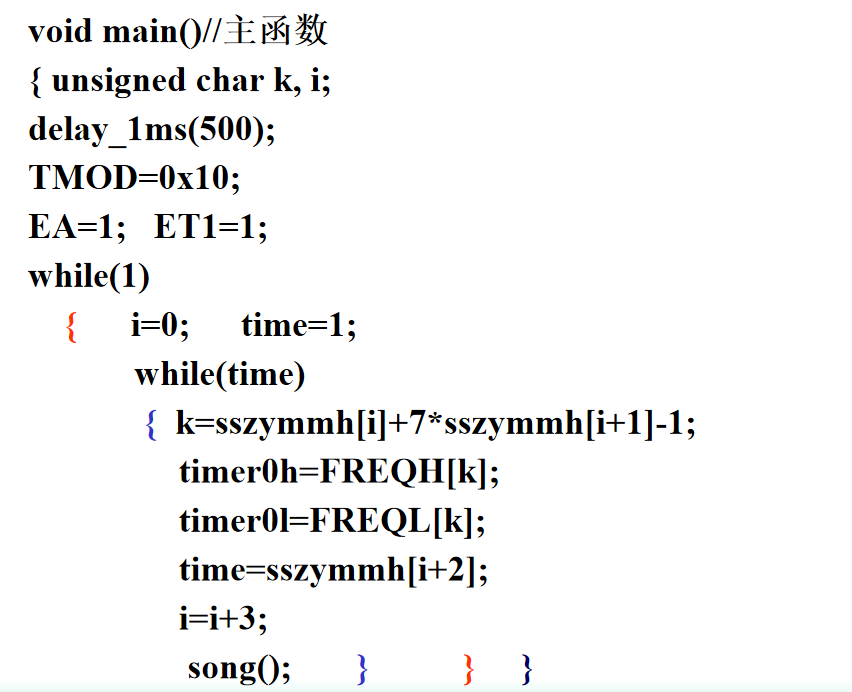 void main()//主函数
{ unsigned char k, i;
delay_1ms(500);
TMOD=0x10;
EA=1;   ET1=1;
while(1)
{    i=0;    time=1;
while(time)
{ k=sszymmh[i]+7*sszymmh[i+1]-1;
timer0h=FREQH[k];
timer0l=FREQL[k];
time=sszymmh[i+2];
i=i+3;
song();    }    }    }